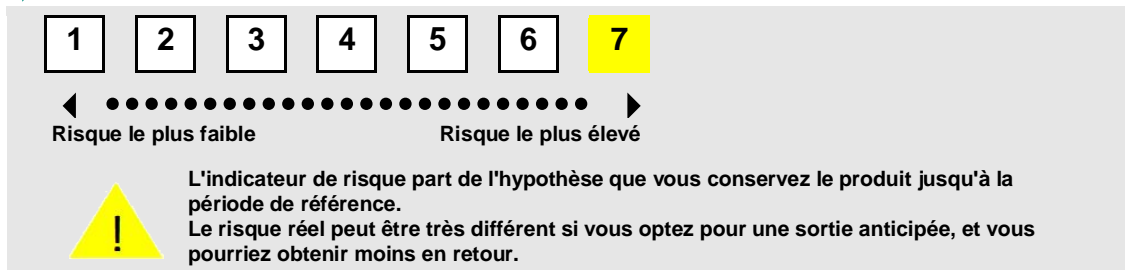 1 2 3 4 5 6 7
Risque le plus faible Risque le plus élevé
L'indicateur de risque part de l'hypothèse que vous conservez le produit jusqu'à la
période de référence.
Le risque réel peut être très différent si vous optez pour une sortie anticipée, et vous
pourriez obtenir moins en retour.
!